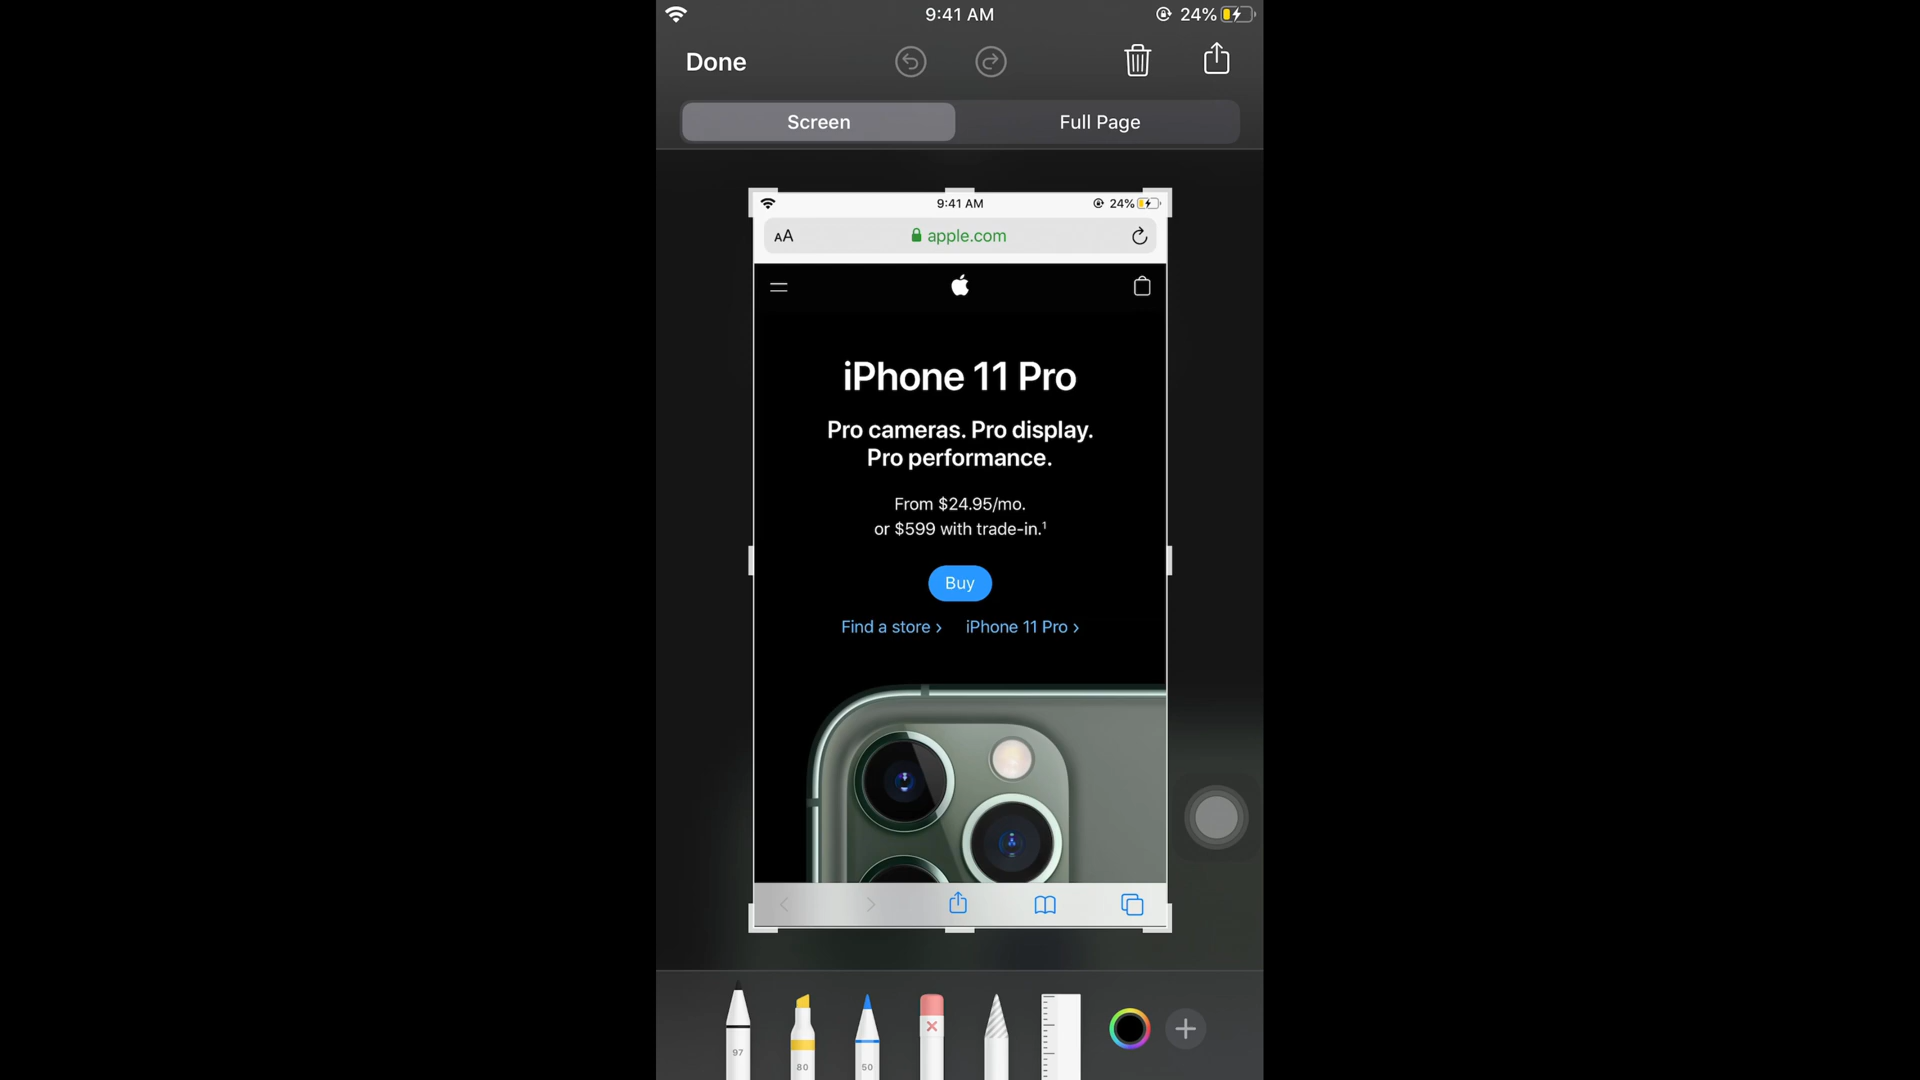 9:41 AM
24%
Done
Screen
Full Page
9:41 AM
24%
AA
apple.com
iPhone 11 Pro
Pro cameras. Pro display.
Pro performance.
From $24.95/mo.
or $599 with trade-in.¹
Buy
Find a store ›
iPhone 11 Pro ›
97
80
50